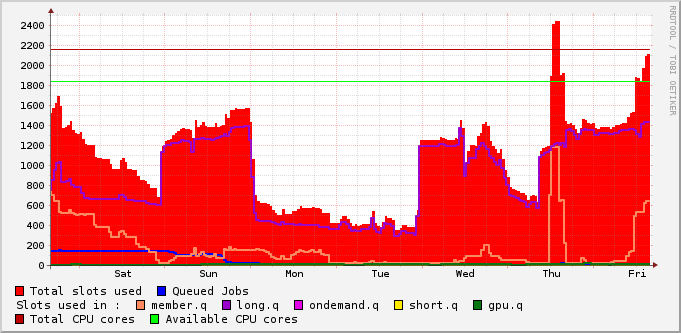 RRDTOOL / TOBI OETIKER
2400
2200
2000
1800
1600
1400
1200
1000
800
600
400
200
0
Sat Sun Mon Tue Wed Thu Fri
Total slots used Queued Jobs
Slots used in : member.q long.q ondemand.q short.q gpu.q
Total CPU cores Available CPU cores